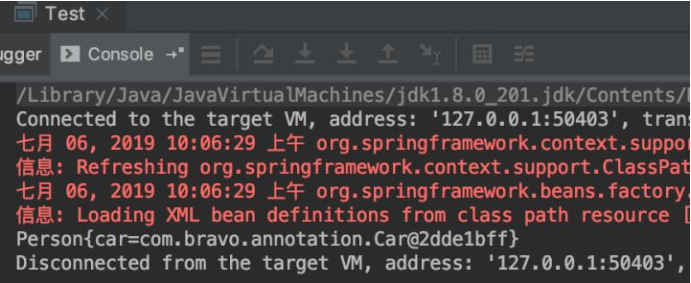 Test
ugger
Console
/Library/Java/JavaVirtualMachines/jdk1.8.0_201.jdk/Contents/
Connected to the target VM, address: '127.0.0.1:50403', trans
七月 06, 2019 10:06:29 上午 org.springframework.context.suppor
信息: Refreshing org.springframework.context.support.ClassPat
七月 06, 2019 10:06:29 上午 org.springframework.beans.factory.
信息: Loading XML bean definitions from class path resource [
Person{car=com.bravo.annotation.Car@2dde1bff}
Disconnected from the target VM, address: '127.0.0.1:50403',